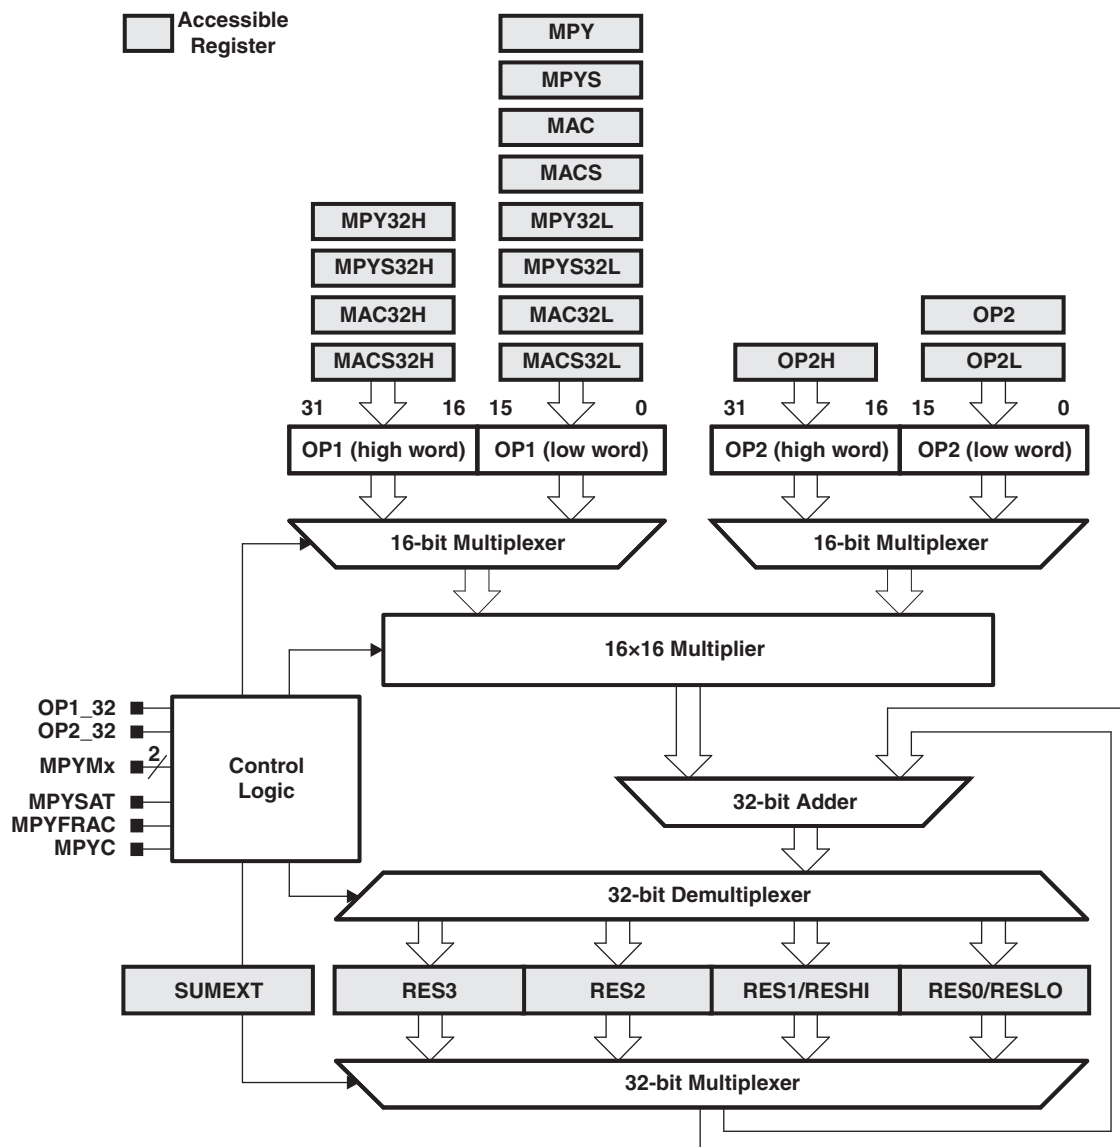 Accessible
Register
MPY
MPYS
MAC
MACS
MPY32H
MPY32L
MPYS32H
MPYS32L
MAC32H
MAC32L
OP2
MACS32H
MACS32L
OP2H
OP2L
31
16
15
0
31
16
15
0
OP1 (high word)
OP1 (low word)
OP2 (high word)
OP2 (low word)
16-bit Multiplexer
16-bit Multiplexer
16×16 Multiplier
OP1_32
OP2_32
MPYMx
2
MPYSAT
MPYFRAC
MPYC
Control
Logic
32-bit Adder
32-bit Demultiplexer
SUMEXT
RES3
RES2
RES1/RESHI
RES0/RESLO
32-bit Multiplexer